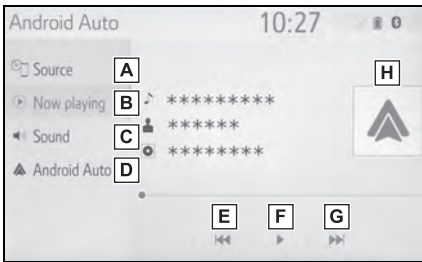 Android Auto 10:27
H
Source A
Now playing B *********
Sound C ******
Android Auto D ********
E F G